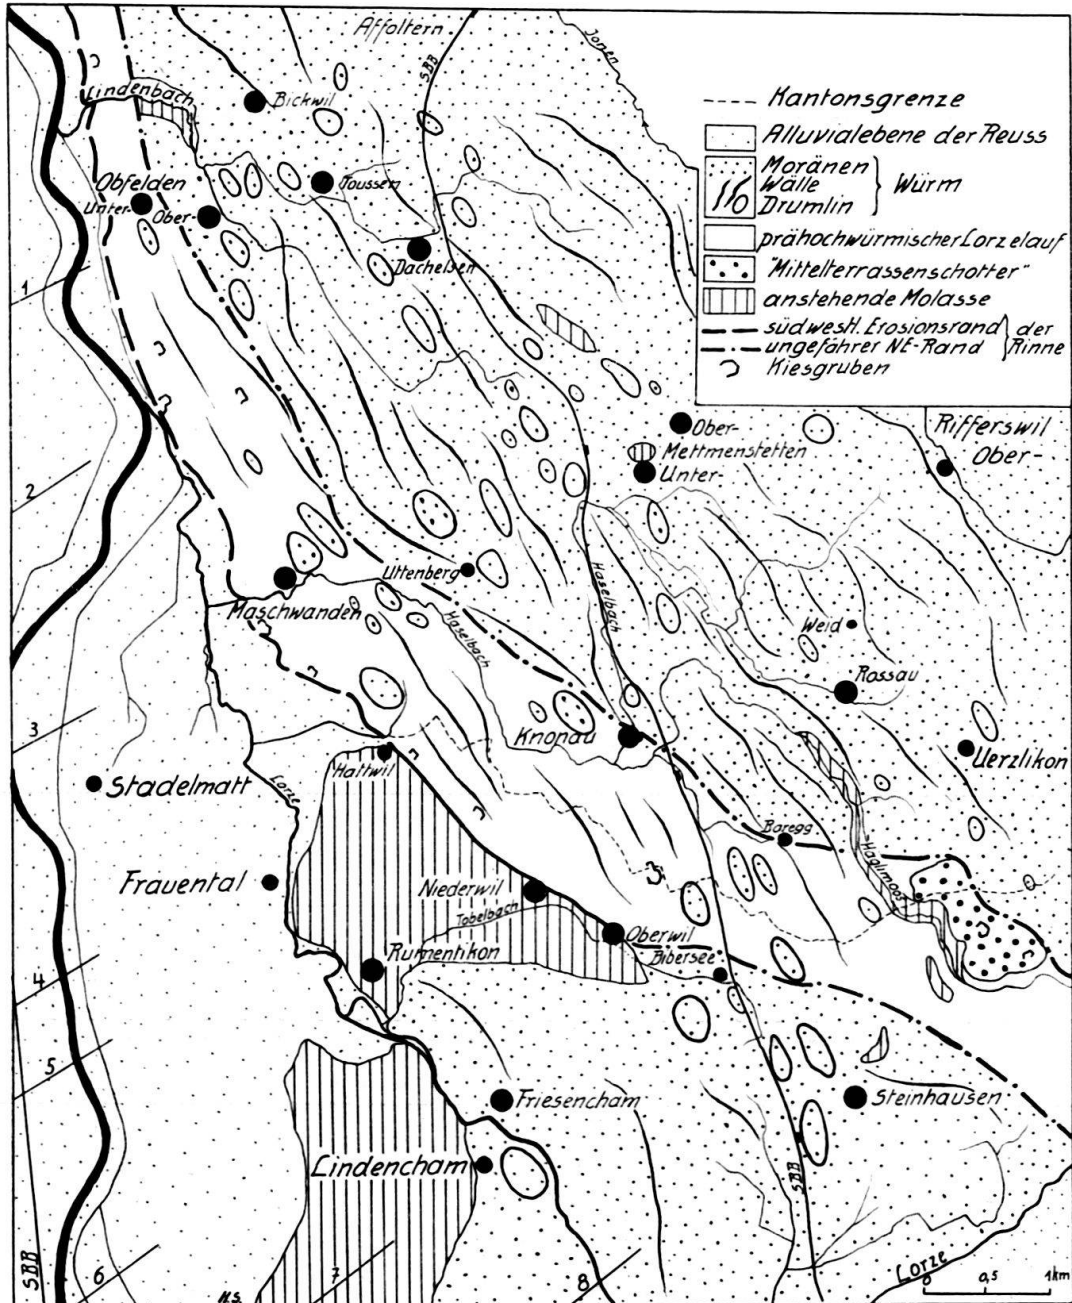 Affoltern
SBB
Jonen
Lindenbach
Bickwil
Kantonsgrenze
Alluvialebene der Reuss
Moränen
Wälle
Drumlin
Würm
prähochwürmischer Lorzelauf
"Mittelterrassenschotter"
anstehende Molasse
südwestl. Erosionsrand
ungefährer NE-Rand
der
Rinne
Kiesgruben
Obfelden
Unter-
Ober-
Toussen
Dachelsen
1
Ober-
Mettmenstetten
Unter-
Rifferswil
Ober-
2
Uttenberg
Maschwanden
Haselbach
Haselbach
Weid
Rossau
3
Knonau
Uerzlikon
Hattwil
Stadelmatt
Lorze
Baregg
Haglimoos
Frauental
Niederwil
Tobelbach
Oberwil
Rumentikon
Bibersee
4
5
Friesencham
Steinhausen
Lindencham
SBB
SBB
6
7
8
H.S.
Lorze
0 0,5 1km